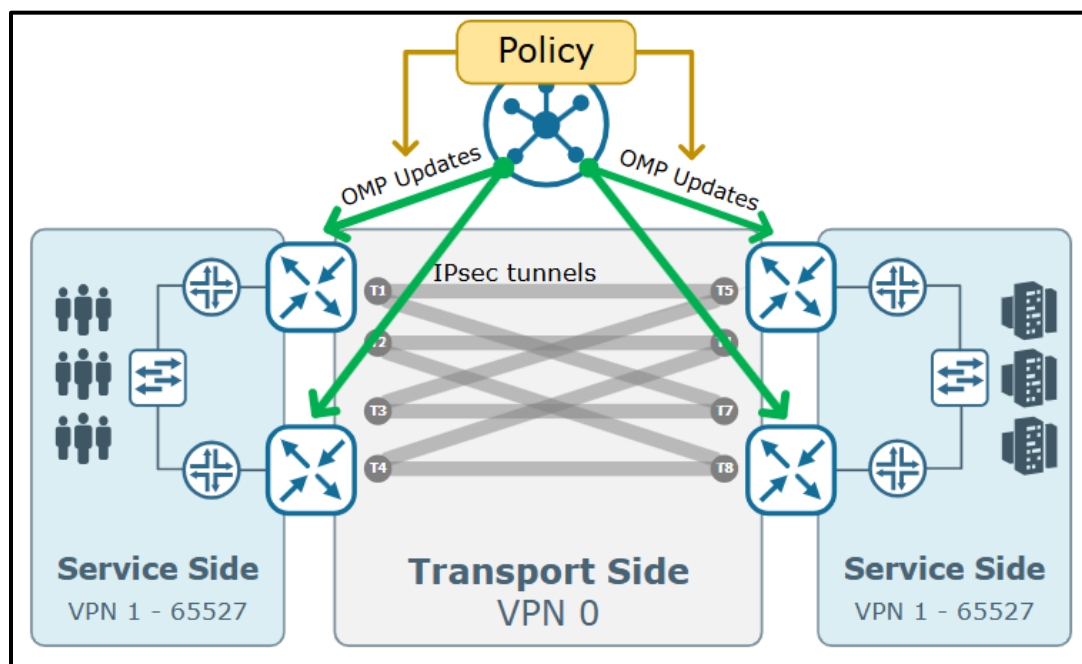 Policy
OMP Updates
OMP Updates
IPsec tunnels
T1
T5
T3
T7
T4
T8
Service Side
VPN 1 - 65527
Transport Side
VPN 0
Service Side
VPN 1 - 65527